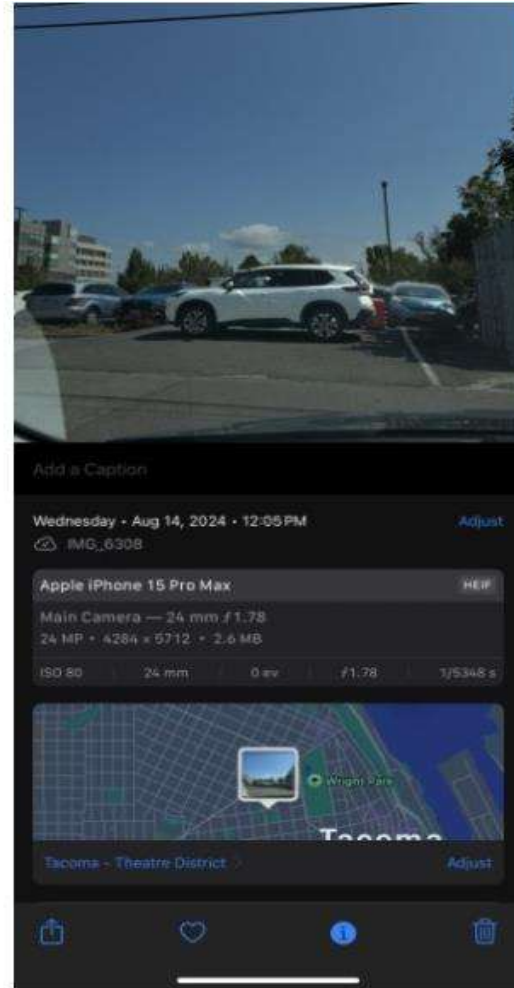 Add a Caption
Wednesday • Aug 14, 2024 • 12:05 PM
Adjust
IMG_6308
Apple iPhone 15 Pro Max
HEIF
Main Camera — 24 mm ƒ1.78
24 MP • 4284 × 5712 • 2.6 MB
ISO 80
24 mm
0 ev
ƒ1.78
1/5348 s
Wright Park
Tacoma
Tacoma - Theatre District
Adjust